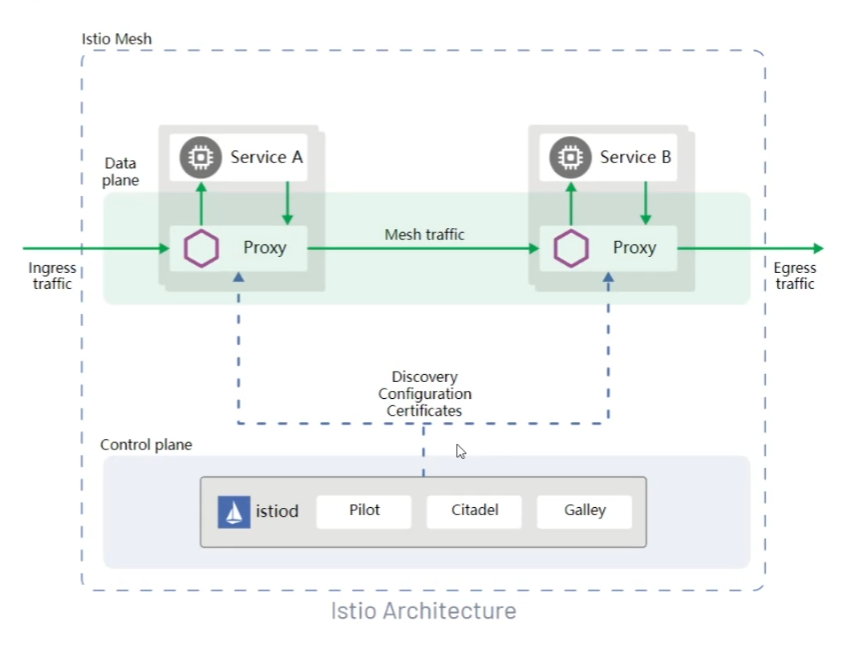 Istio Mesh
Data
plane
Service A
Service B
Proxy
Mesh traffic
Proxy
Ingress
traffic
Egress
traffic
Discovery
Configuration
Certificates
Control plane
istiod
Pilot
Citadel
Galley
Istio Architecture